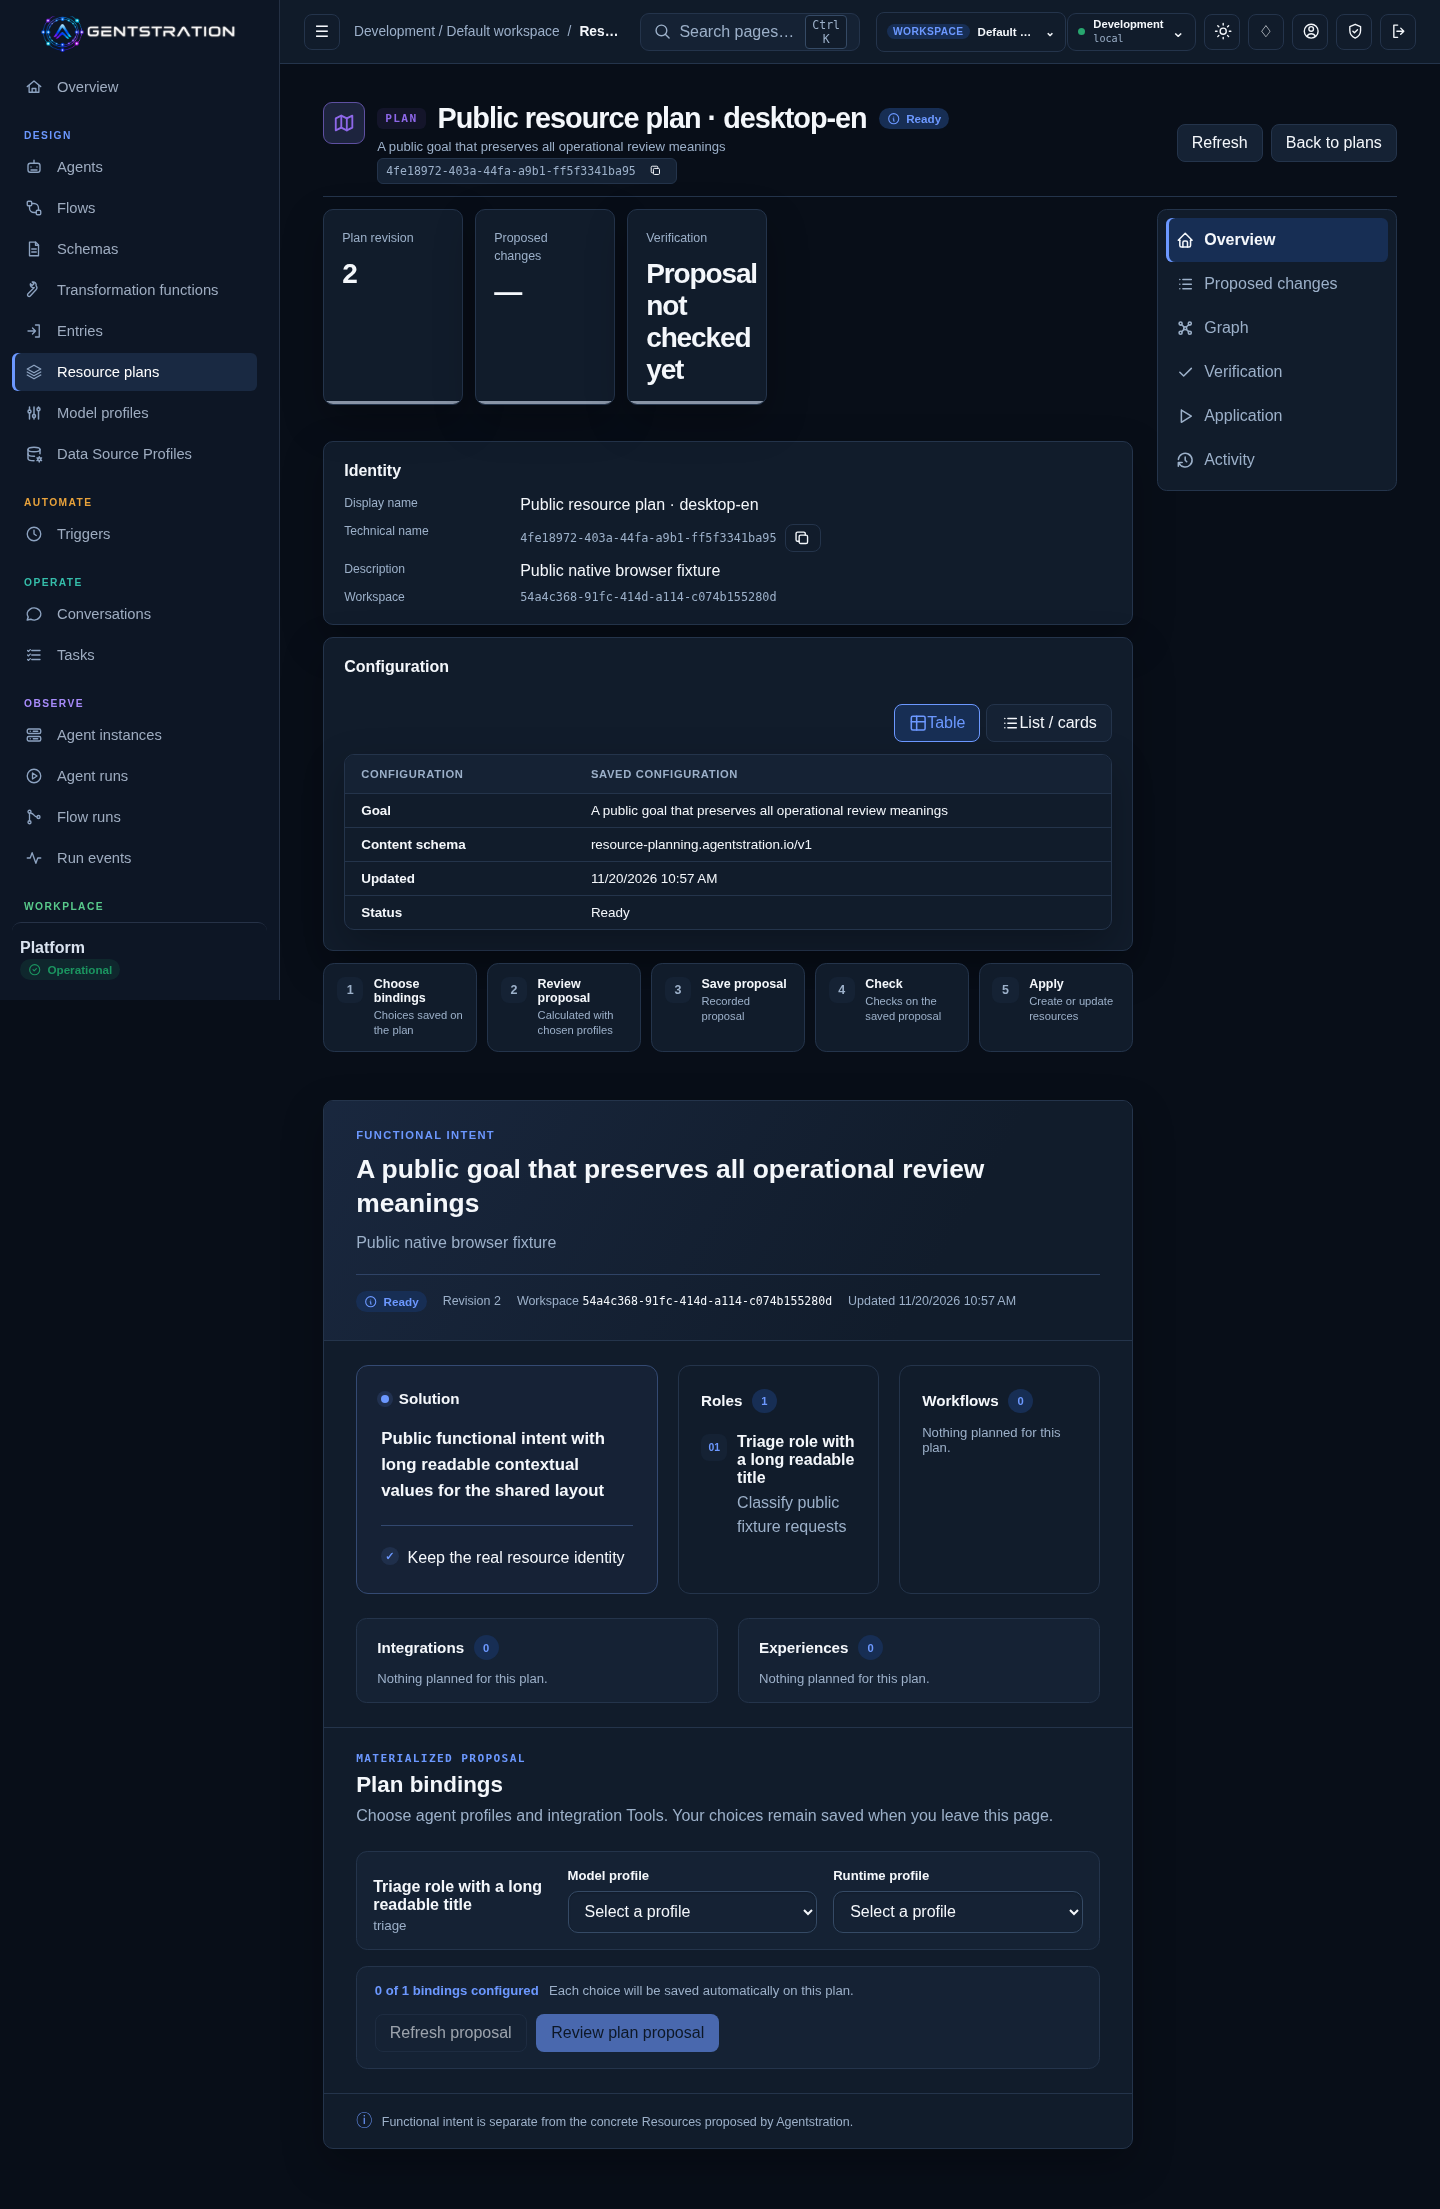 GENTSTRATION
Overview
DESIGN
Agents
Flows
Schemas
Transformation functions
Entries
Resource plans
Model profiles
Data Source Profiles
AUTOMATE
Triggers
OPERATE
Conversations
Tasks
OBSERVE
Agent instances
Agent runs
Flow runs
Run events
WORKPLACE
Platform
Operational
Development / Default workspace / Res…
Search pages…
Ctrl
K
WORKSPACE Default …
Development
local
PLAN Public resource plan · desktop-en Ready
A public goal that preserves all operational review meanings
4fe18972-403a-44fa-a9b1-ff5f3341ba95
Refresh
Back to plans
Plan revision
2
Proposed
changes
—
Verification
Proposal
not
checked
yet
Overview
Proposed changes
Graph
Verification
Application
Activity
Identity
Display name Public resource plan · desktop-en
Technical name 4fe18972-403a-44fa-a9b1-ff5f3341ba95
Description Public native browser fixture
Workspace 54a4c368-91fc-414d-a114-c074b155280d
Configuration
Table List / cards
CONFIGURATION SAVED CONFIGURATION
Goal A public goal that preserves all operational review meanings
Content schema resource-planning.agentstration.io/v1
Updated 11/20/2026 10:57 AM
Status Ready
1 Choose
bindings
Choices saved on
the plan
2 Review
proposal
Calculated with
chosen profiles
3 Save proposal
Recorded
proposal
4 Check
Checks on the
saved proposal
5 Apply
Create or update
resources
FUNCTIONAL INTENT
A public goal that preserves all operational review
meanings
Public native browser fixture
Ready Revision 2 Workspace 54a4c368-91fc-414d-a114-c074b155280d Updated 11/20/2026 10:57 AM
Solution
Public functional intent with
long readable contextual
values for the shared layout
✓ Keep the real resource identity
Roles 1
01 Triage role with
a long readable
title
Classify public
fixture requests
Workflows 0
Nothing planned for this
plan.
Integrations 0
Nothing planned for this plan.
Experiences 0
Nothing planned for this plan.
MATERIALIZED PROPOSAL
Plan bindings
Choose agent profiles and integration Tools. Your choices remain saved when you leave this page.
Triage role with a long
readable title
triage
Model profile
Select a profile
Runtime profile
Select a profile
0 of 1 bindings configured Each choice will be saved automatically on this plan.
Refresh proposal Review plan proposal
Functional intent is separate from the concrete Resources proposed by Agentstration.